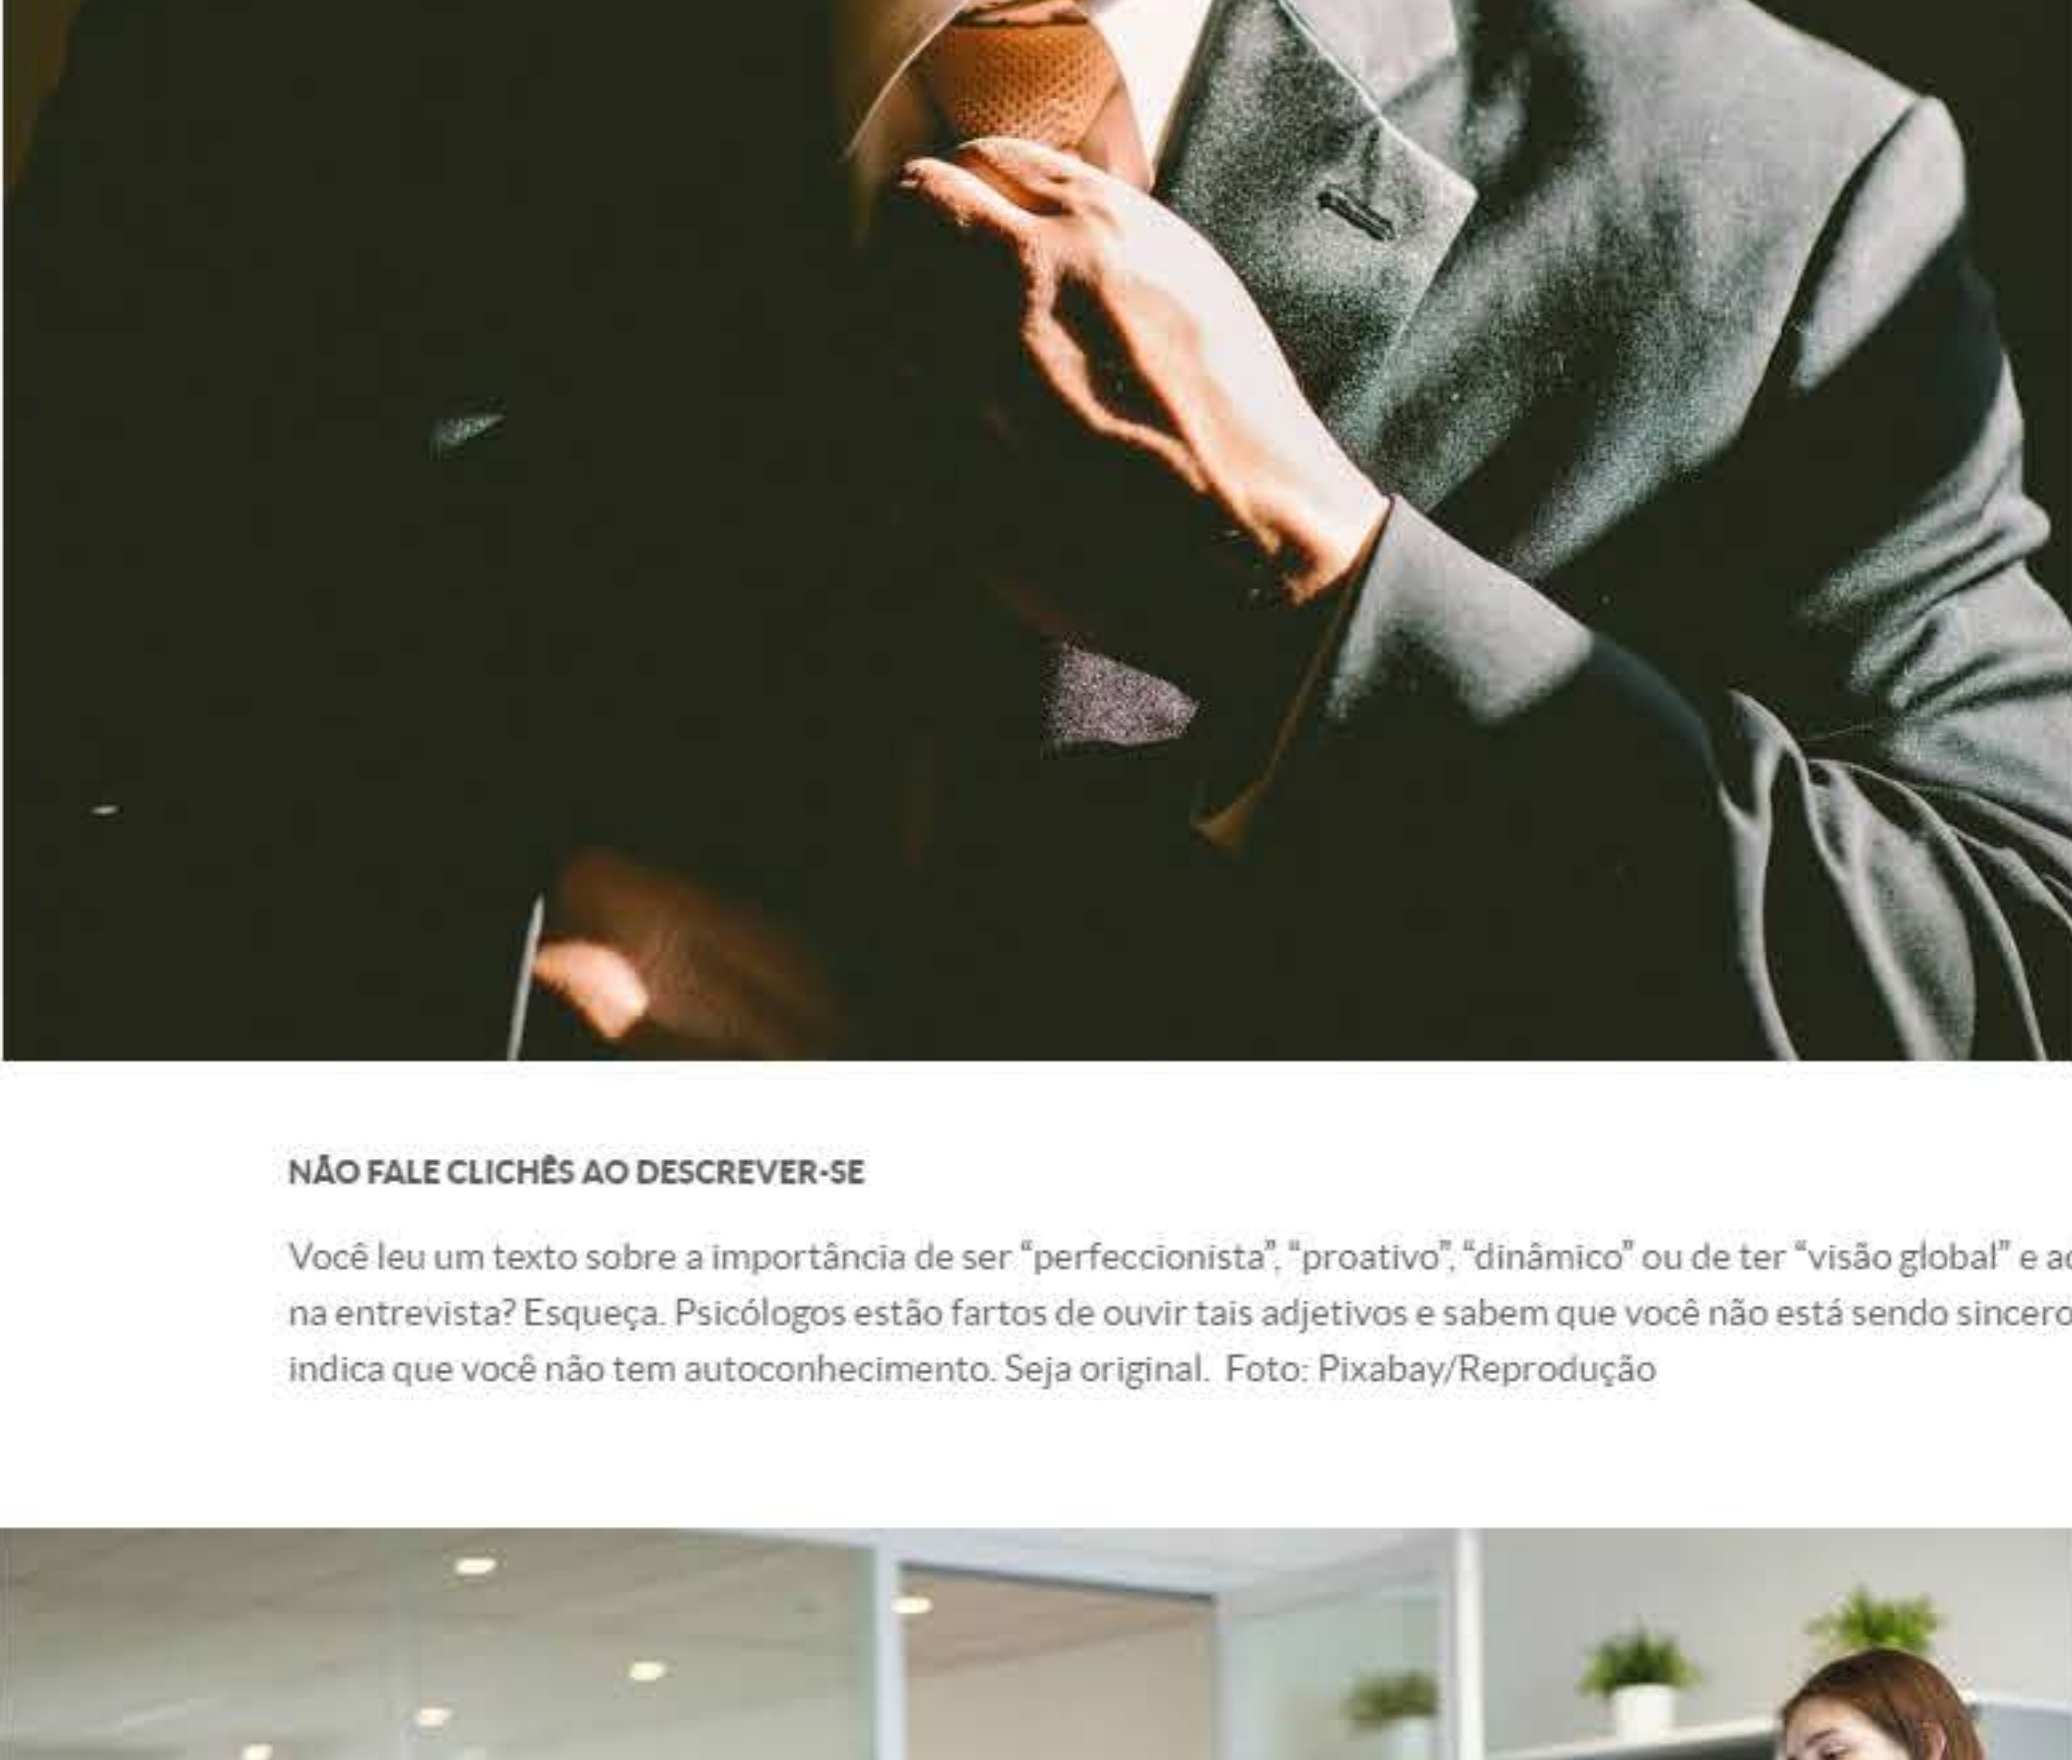 NÃO FALE CLICHÊS AO DESCREVER-SE
Você leu um texto sobre a importância de ser “perfeccionista”, “proativo”, “dinâmico” ou de ter “visão global” e
na entrevista? Esqueça. Psicólogos estão fartos de ouvir tais adjetivos e sabem que você não está sendo sincero
indica que você não tem autoconhecimento. Seja original. Foto: Pixabay/Reprodução